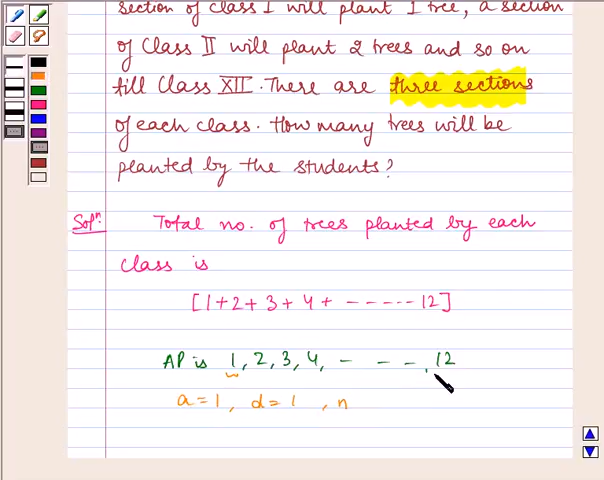 section of class I will plant 1 tree, a section
of Class II will plant 2 trees and so on
till Class XII. There are three sections
of each class. How many trees will be
planted by the students?
Solⁿ. Total no. of trees planted by each
class is
[1+2+3+4+ ------ 12]
AP is 1, 2, 3, 4, - - -, 12
a = 1, d = 1, n